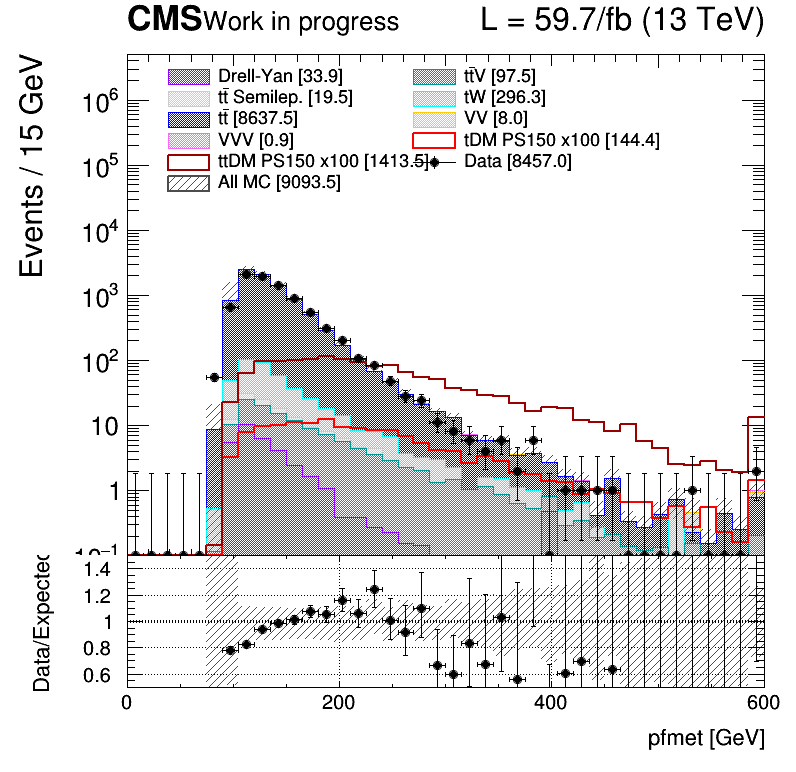 CMS Work in progress L = 59.7/fb (13 TeV)
Events / 15 GeV
Drell-Yan [33.9] tt̄V [97.5]
tt̄ Semilep. [19.5] tW [296.3]
tt̄ [8637.5] VV [8.0]
VVV [0.9] tDM PS150 x100 [144.4]
ttDM PS150 x100 [1413.5] Data [8457.0]
All MC [9093.5]
10⁶
10⁵
10⁴
10³
10²
10
1
10⁻¹
Data/Expected
1.4
1.2
1
0.8
0.6
0 200 400 600
pfmet [GeV]